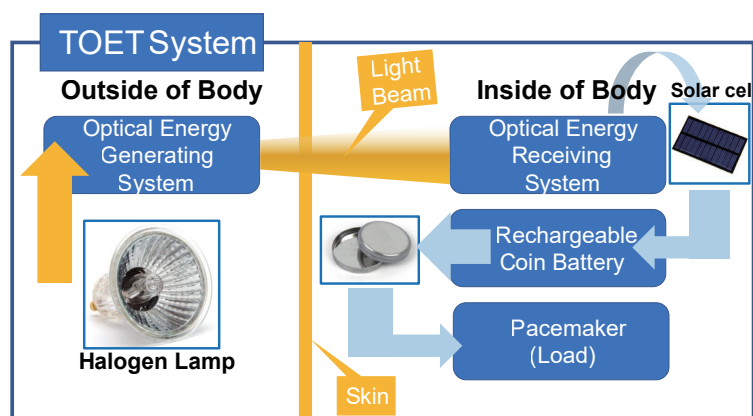 TOET System
Outside of Body
Light
Beam
Inside of Body
Solar cel
Optical Energy
Generating
System
Optical Energy
Receiving
System
Rechargeable
Coin Battery
Halogen Lamp
Pacemaker
(Load)
Skin